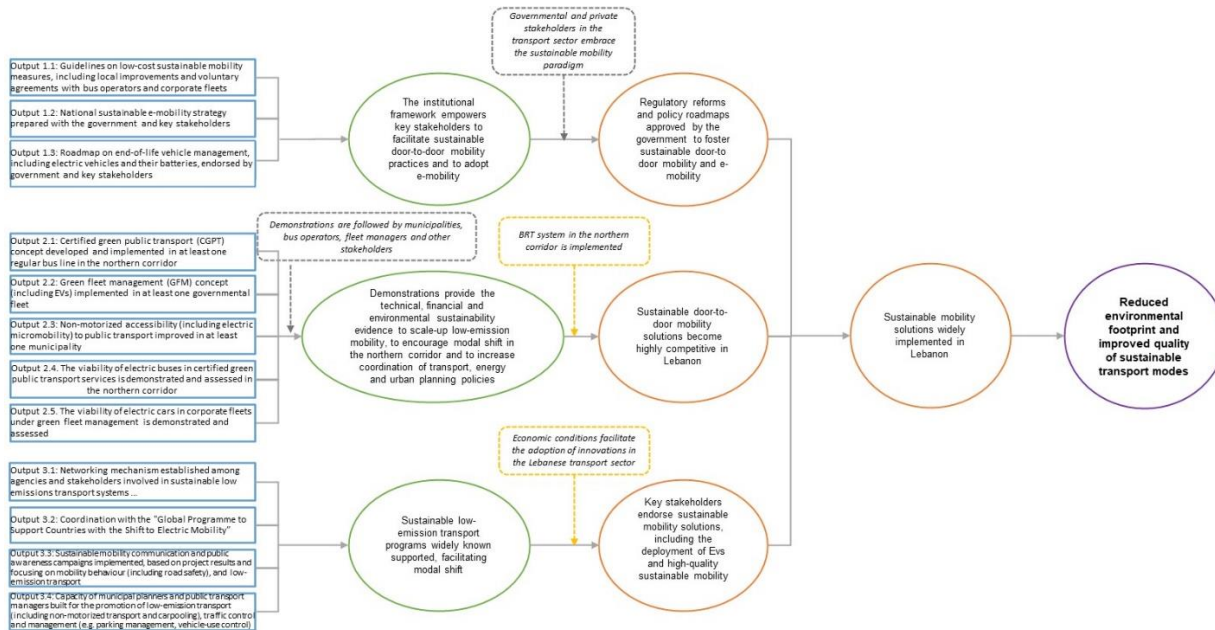 Governmental and private
stakeholders in the
transport sector embrace
the sustainable mobility
paradigm
Output 1.1: Guidelines on low-cost sustainable mobility
measures, including local improvements and voluntary
agreements with bus operators and corporate fleets
Output 1.2: National sustainable e-mobility strategy
prepared with the government and key stakeholders
Output 1.3: Roadmap on end-of-life vehicle management,
including electric vehicles and their batteries, endorsed by
government and key stakeholders
The institutional
framework empowers
key stakeholders to
facilitate sustainable
door-to-door mobility
practices and to adopt
e-mobility
Regulatory reforms
and policy roadmaps
approved by the
government to foster
sustainable door-to
door mobility and e-
mobility
Demonstrations are followed by municipalities,
bus operators, fleet managers and other
stakeholders
BRT system in the northern
corridor is implemented
Output 2.1: Certified green public transport (CGPT)
concept developed and implemented in at least one
regular bus line in the northern corridor
Output 2.2: Green fleet management (GFM) concept
(including EVs) implemented in at least one governmental
fleet
Output 2.3: Non-motorized accessibility (including electric
micromobility) to public transport improved in at least
one municipality
Output 2.4. The viability of electric buses in certified green
public transport services is demonstrated and assessed in
the northern corridor
Output 2.5. The viability of electric cars in corporate fleets
under green fleet management is demonstrated and
assessed
Demonstrations provide the
technical, financial and
environmental sustainability
evidence to scale-up low-emission
mobility, to encourage modal shift in
the northern corridor and to increase
coordination of transport, energy
and urban planning policies
Sustainable door-to-
door mobility
solutions become
highly competitive in
Lebanon
Sustainable mobility
solutions widely
implemented in
Lebanon
Reduced
environmental
footprint and
improved quality
of sustainable
transport modes
Economic conditions facilitate
the adoption of innovations in
the Lebanese transport sector
Output 3.1: Networking mechanism established among
agencies and stakeholders involved in sustainable low
emissions transport systems ...
Output 3.2: Coordination with the "Global Programme to
Support Countries with the Shift to Electric Mobility"
Output 3.3: Sustainable mobility communication and public
awareness campaigns implemented, based on project results and
focusing on mobility behaviour (including road safety), and low-
emission transport
Output 3.4: Capacity of municipal planners and public transport
managers built for the promotion of low-emission transport
(including non-motorized transport and carpooling), traffic control
and management (e.g. parking management, vehicle-use control)
Sustainable low-
emission transport
programs widely known
supported, facilitating
modal shift
Key stakeholders
endorse sustainable
mobility solutions,
including the
deployment of Evs
and high-quality
sustainable mobility